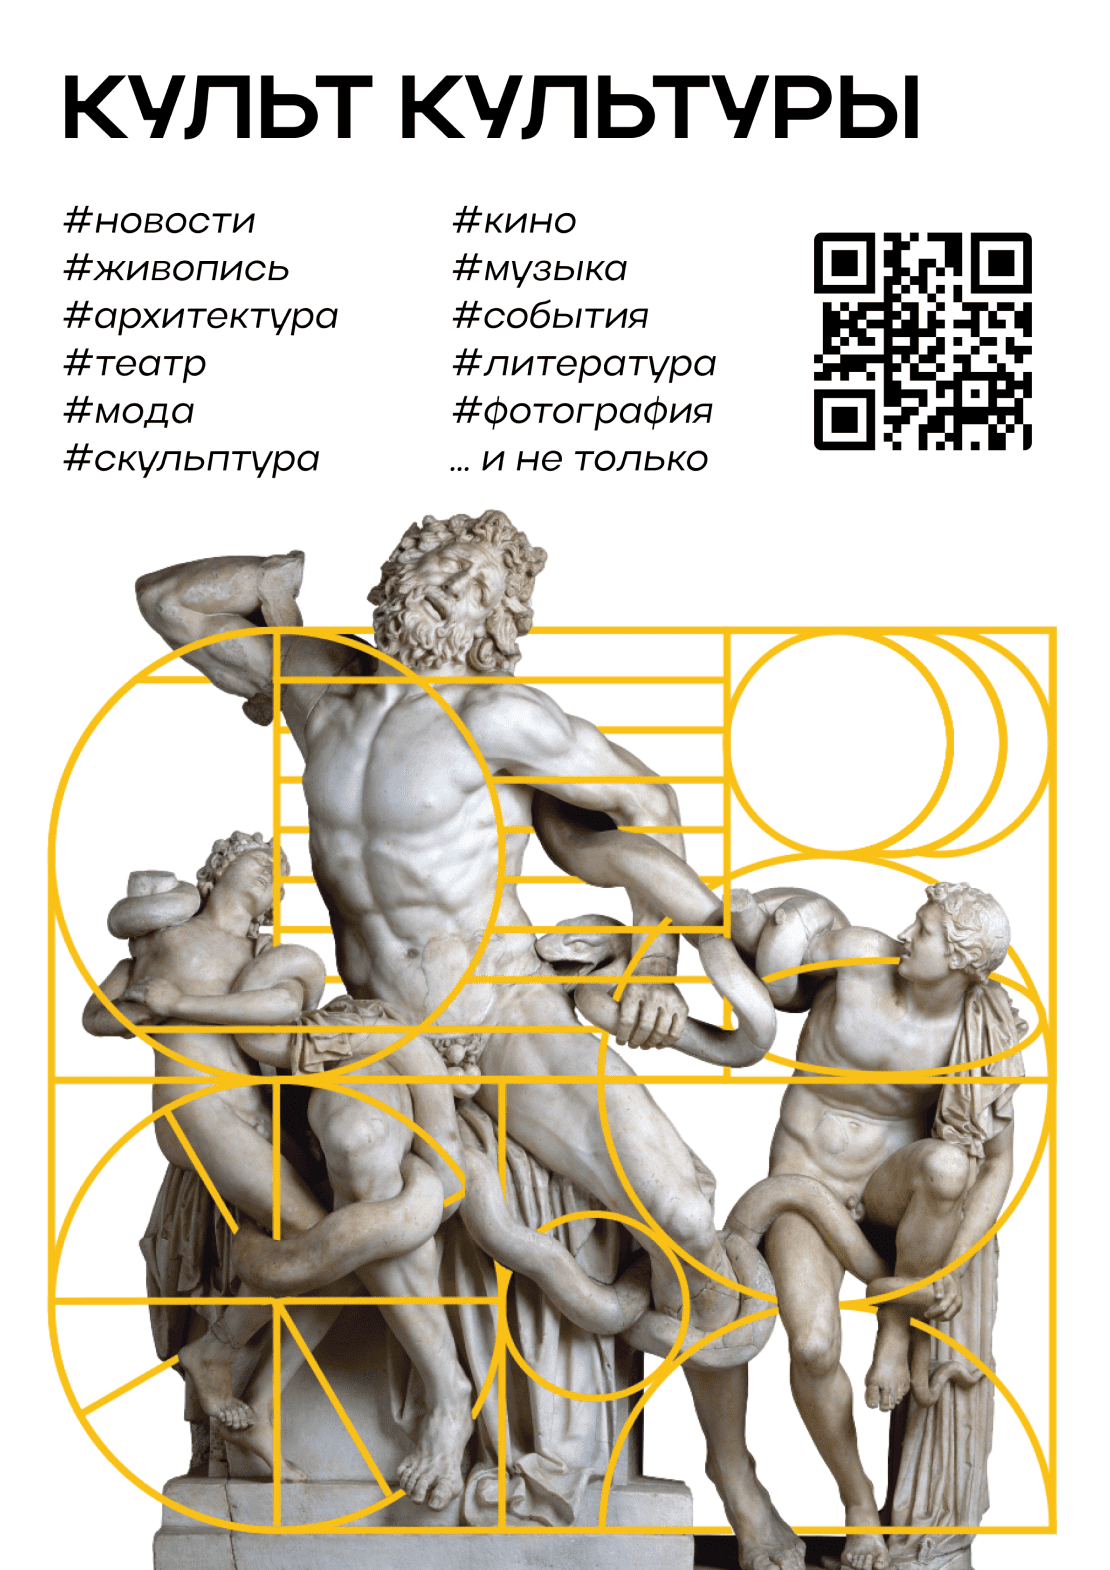 КУЛЬТ КУЛЬТУРЫ
#новости
#живопись
#архитектура
#театр
#мода
#скульптура
#кино
#музыка
#события
#литература
#фотография
... и не только